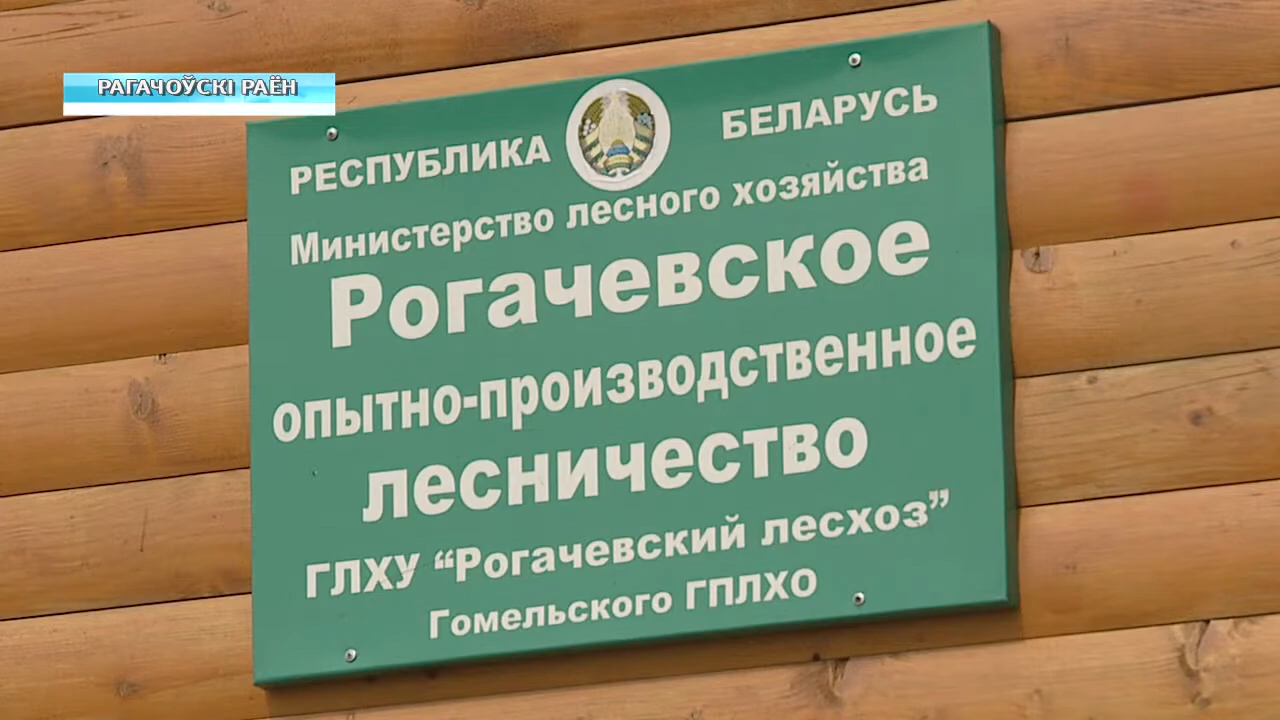 РАГАЧОЎСКІ РАЁН
РЕСПУБЛИКА БЕЛАРУСЬ
Министерство лесного хозяйства
Рогачевское
опытно-производственное
лесничество
ГЛХУ “Рогачевский лесхоз”
Гомельского ГПЛХО